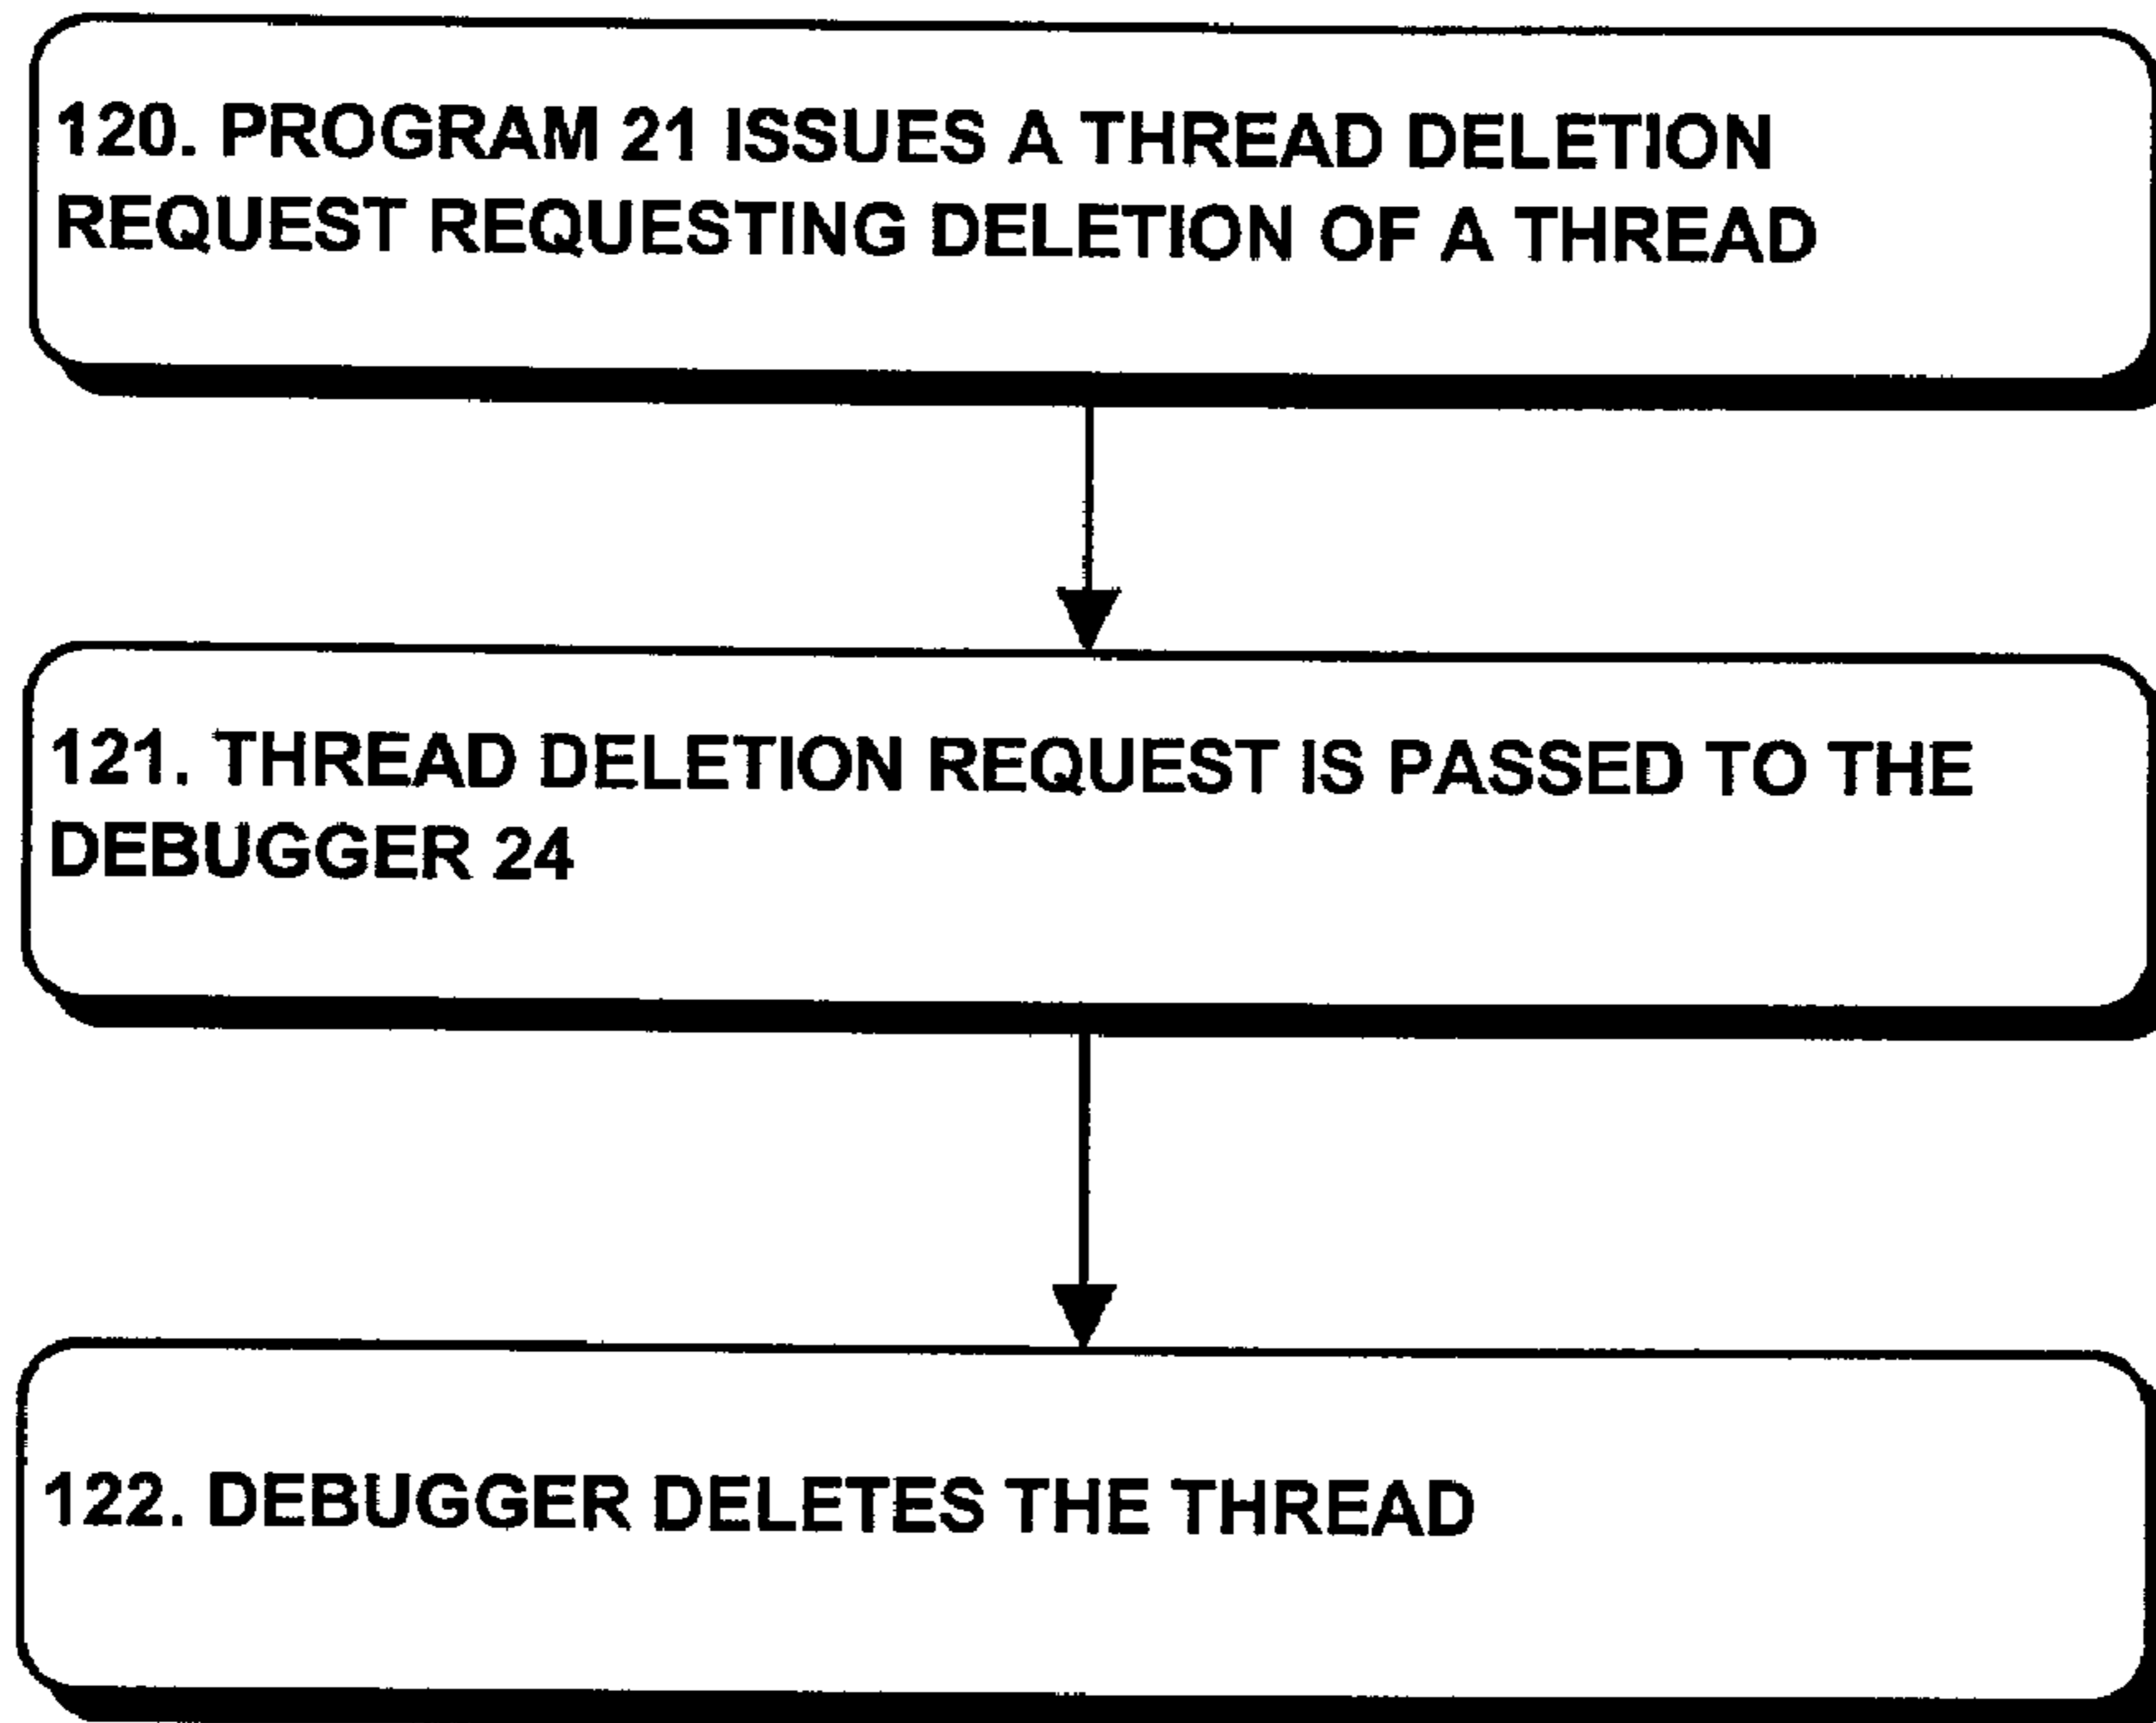 120. PROGRAM 21 ISSUES A THREAD DELETION
REQUEST REQUESTING DELETION OF A THREAD
121. THREAD DELETION REQUEST IS PASSED TO THE
DEBUGGER 24
122. DEBUGGER DELETES THE THREAD